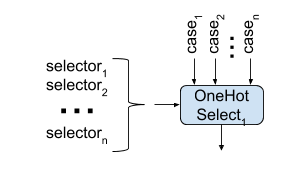 case₁ case₂ ⋮ caseₙ
selector₁
selector₂
...
selectorₙ
OneHot
Select₁